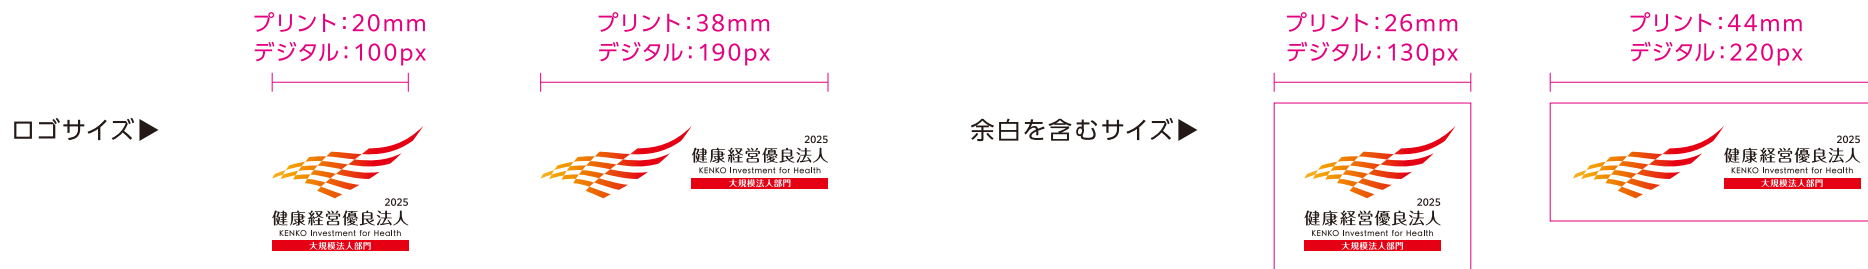 プリント：20mm
デジタル：100px
プリント：38mm
デジタル：190px
プリント：26mm
デジタル：130px
プリント：44mm
デジタル：220px
ロゴサイズ▶
2025
健康経営優良法人
KENKO Investment for Health
大規模法人部門
2025
健康経営優良法人
KENKO Investment for Health
大規模法人部門
余白を含むサイズ▶
2025
健康経営優良法人
KENKO Investment for Health
大規模法人部門
2025
健康経営優良法人
KENKO Investment for Health
大規模法人部門